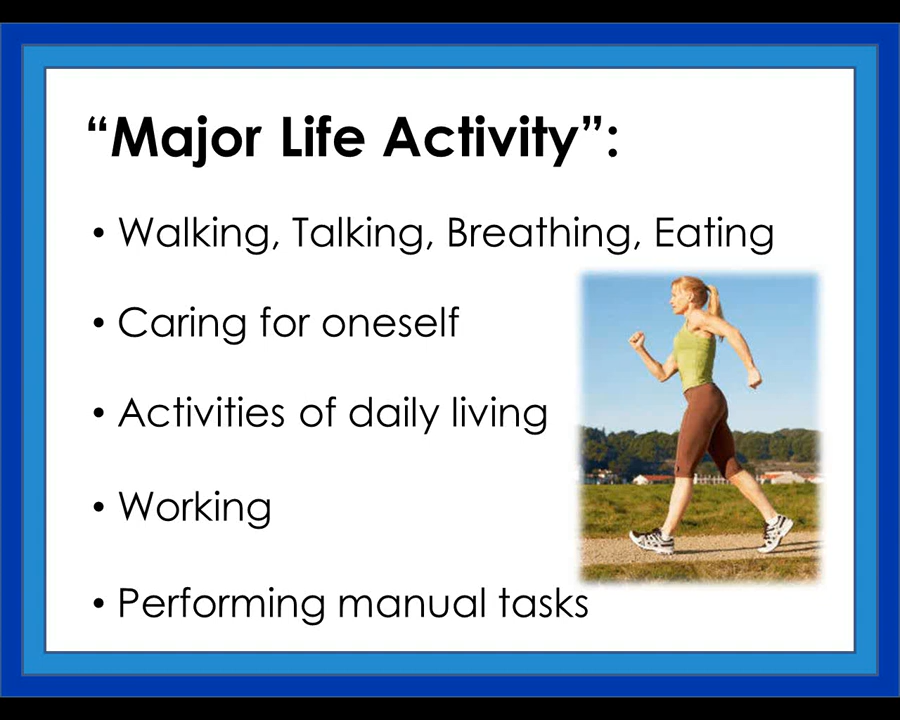 “Major Life Activity”:
• Walking, Talking, Breathing, Eating
• Caring for oneself
• Activities of daily living
• Working
• Performing manual tasks